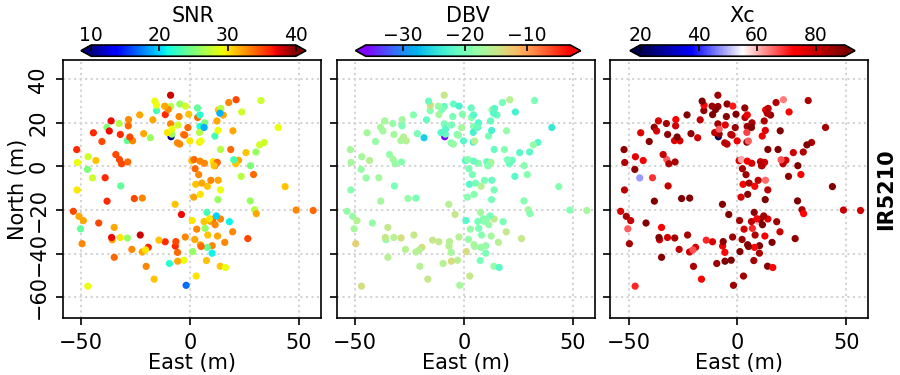 SNR DBV Xc
10 20 30 40 −30 −20 −10 20 40 60 80
40
20
0
−20
−40
−60
North (m)
IR5210
−50 0 50 −50 0 50 −50 0 50
East (m) East (m) East (m)